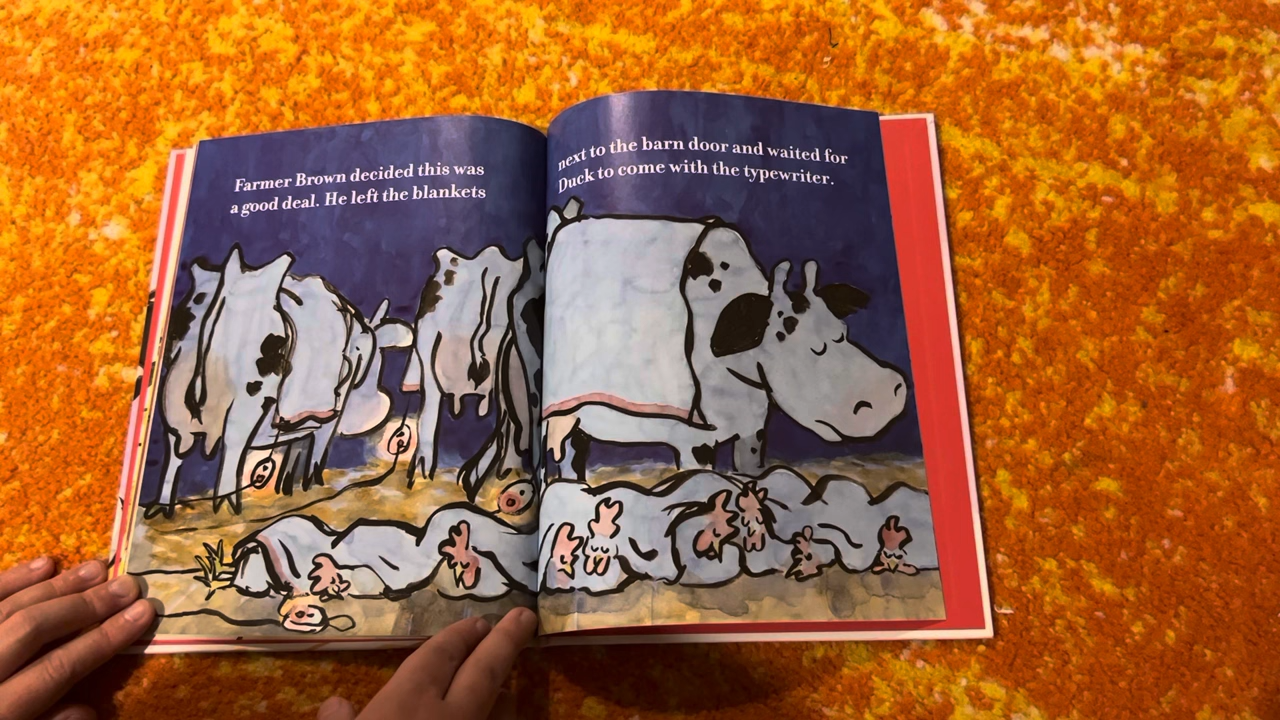 Farmer Brown decided this was
a good deal. He left the blankets
next to the barn door and waited for
Duck to come with the typewriter.